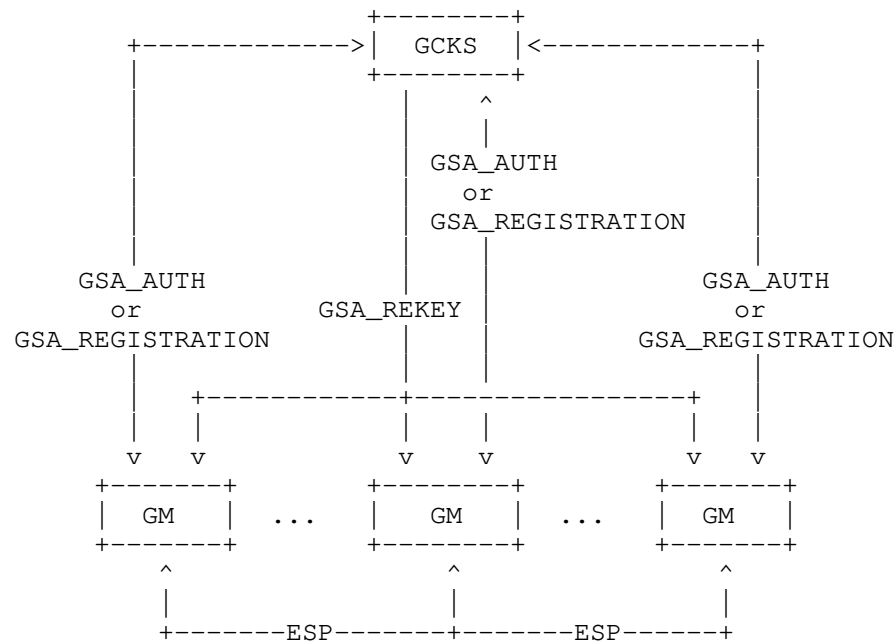 GCKS
GSA_AUTH
or
GSA_REGISTRATION
GSA_AUTH GSA_AUTH
or GSA_REKEY or
GSA_REGISTRATION GSA_REGISTRATION
GM ... GM ... GM
ESP ESP